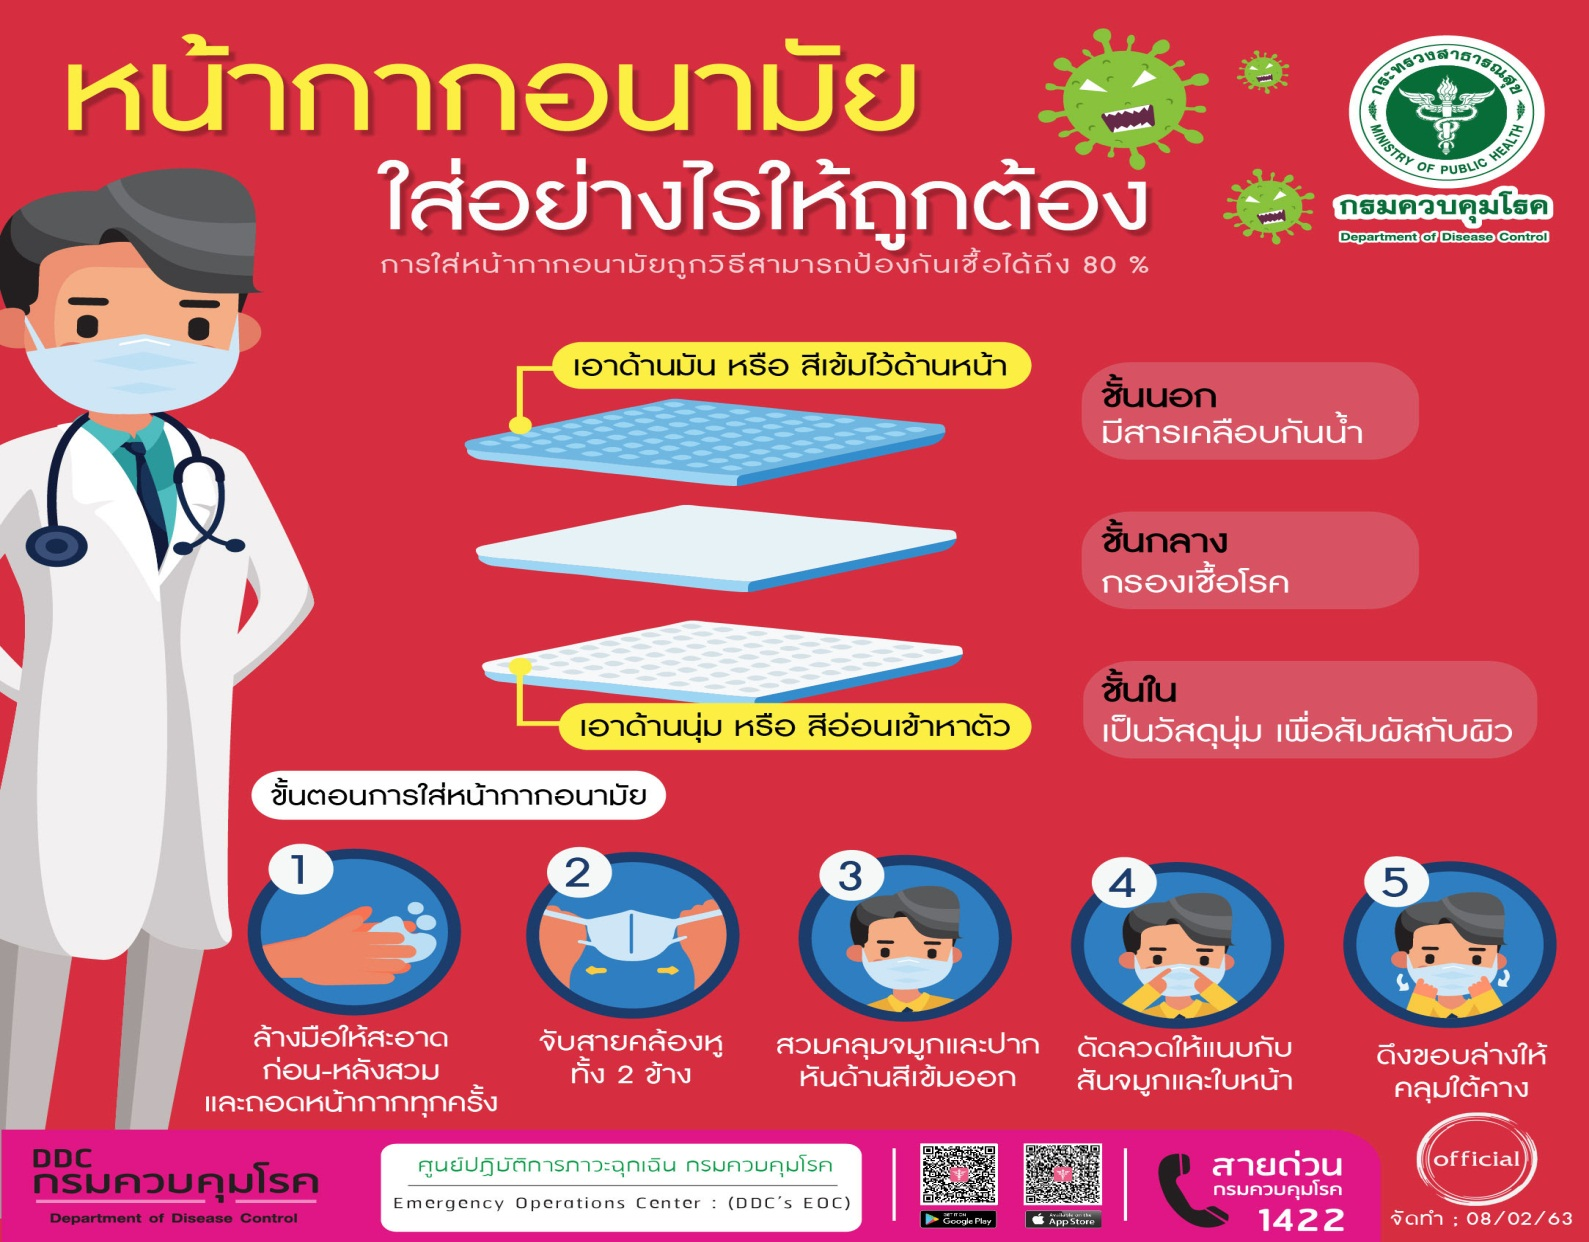 หน้ากากอนามัย
ใส่อย่างไรให้ถูกต้อง
การใส่หน้ากากอนามัยถูกวิธีสามารถป้องกันเชื้อได้ถึง 80 %
กระทรวงสาธารณสุข
MINISTRY OF PUBLIC HEALTH
กรมควบคุมโรค
Department of Disease Control
เอาด้านมัน หรือ สีเข้มไว้ด้านหน้า
ชั้นนอก
มีสารเคลือบกันน้ำ
ชั้นกลาง
กรองเชื้อโรค
ชั้นใน
เป็นวัสดุนุ่ม เพื่อสัมผัสกับผิว
เอาด้านนุ่ม หรือ สีอ่อนเข้าหาตัว
ขั้นตอนการใส่หน้ากากอนามัย
1
ล้างมือให้สะอาด
ก่อน-หลังสวม
และถอดหน้ากากทุกครั้ง
2
จับสายคล้องหู
ทั้ง 2 ข้าง
3
สวมคลุมจมูกและปาก
หันด้านสีเข้มออก
4
ดัดลวดให้แนบกับ
สันจมูกและใบหน้า
5
ดึงขอบล่างให้
คลุมใต้คาง
DDC
กรมควบคุมโรค
Department of Disease Control
ศูนย์ปฏิบัติการภาวะฉุกเฉิน กรมควบคุมโรค
Emergency Operations Center : (DDC's EOC)
GET IT ON
Google Play
Available on the
App Store
สายด่วน
กรมควบคุมโรค
1422
official
จัดทำ ; 08/02/63